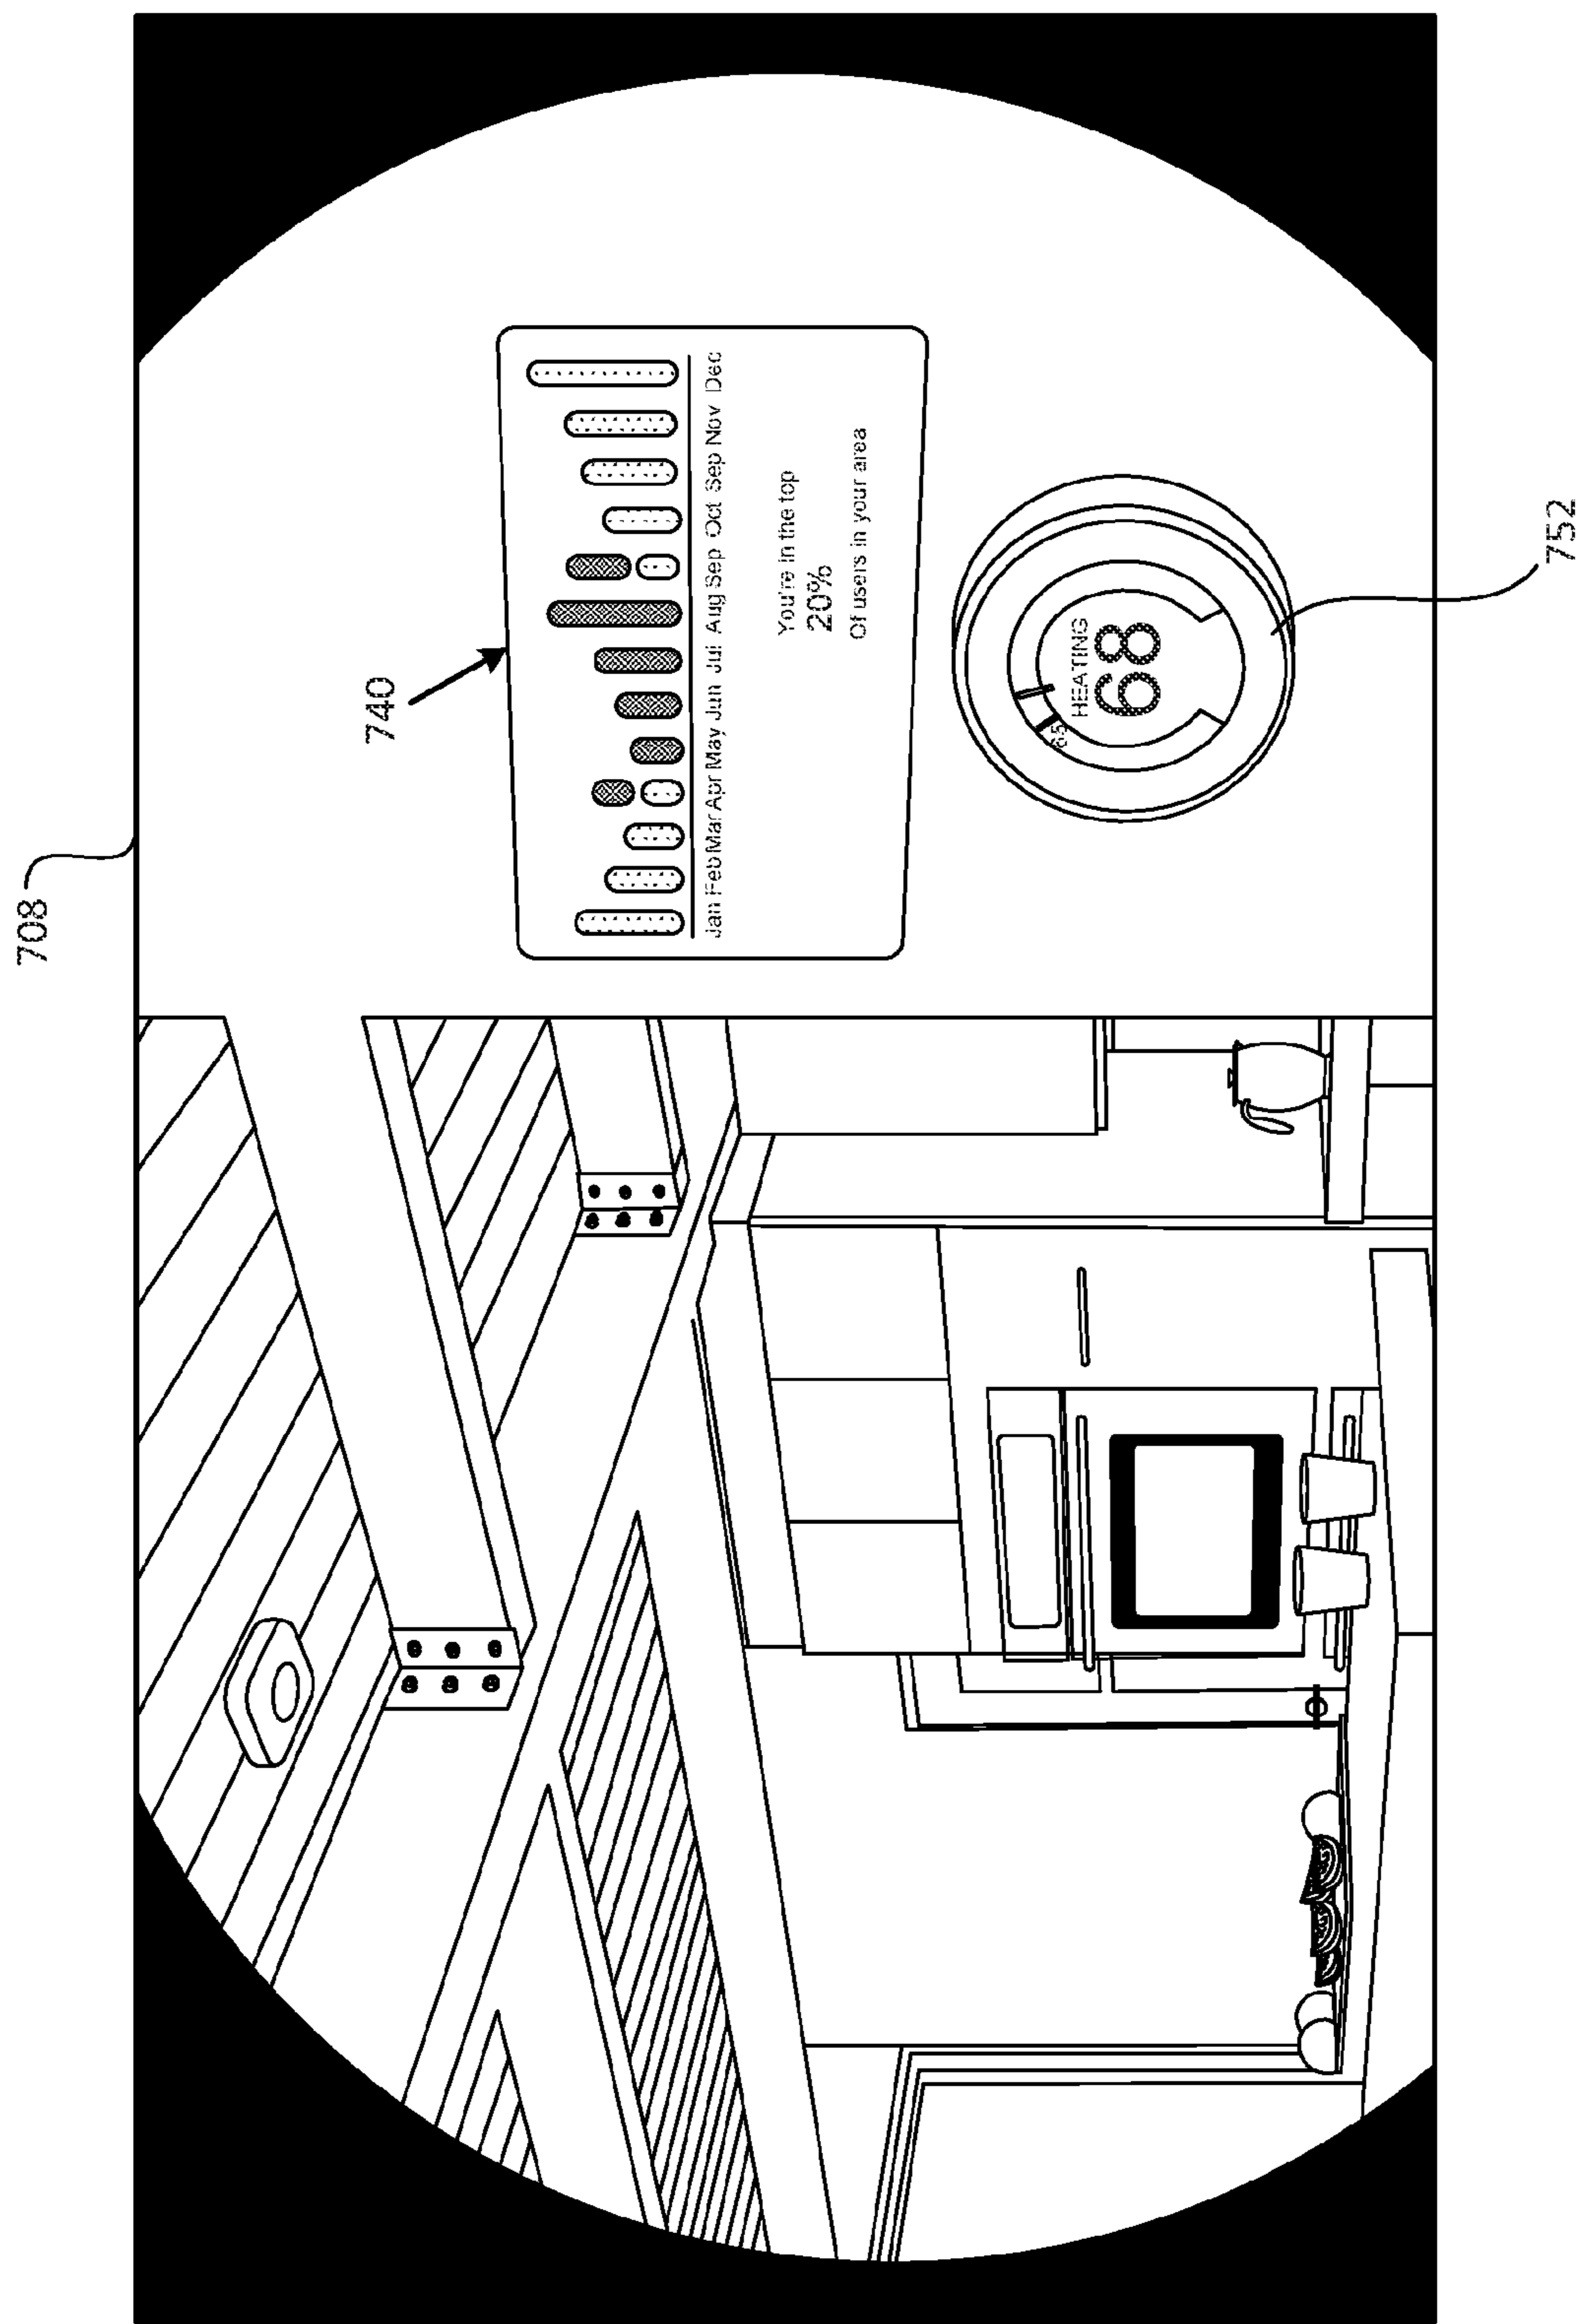 708
740
Jan Feb Mar Apr May Jun Jul Aug Sep Oct Sep Nov Dec
You're in the top
20%
Of users in your area
65
HEATING
68
752